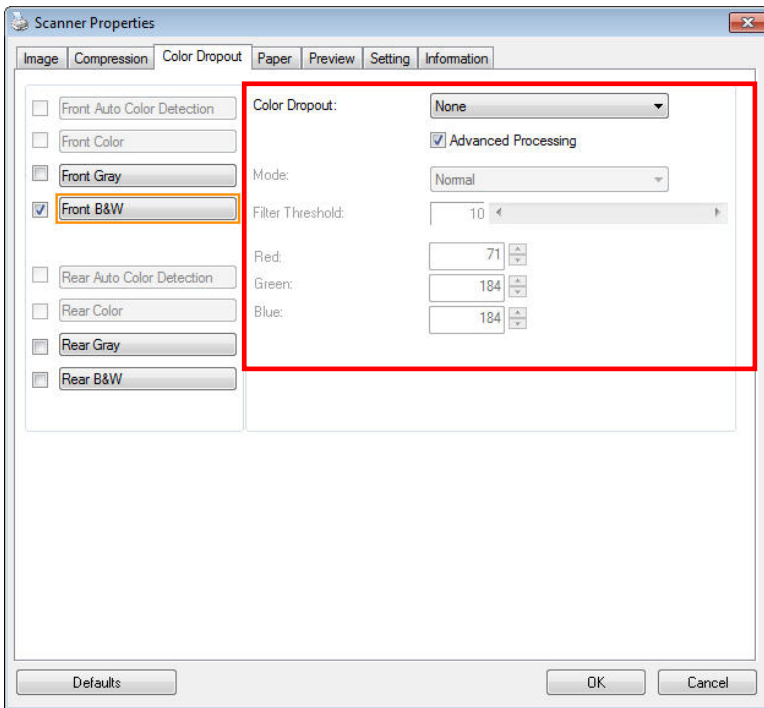 Scanner Properties
Image Compression Color Dropout Paper Preview Setting Information
Front Auto Color Detection
Front Color
Front Gray
Front B&W
Rear Auto Color Detection
Rear Color
Rear Gray
Rear B&W
Color Dropout: None
Advanced Processing
Mode: Normal
Filter Threshold: 10
Red: 71
Green: 184
Blue: 184
Defaults OK Cancel